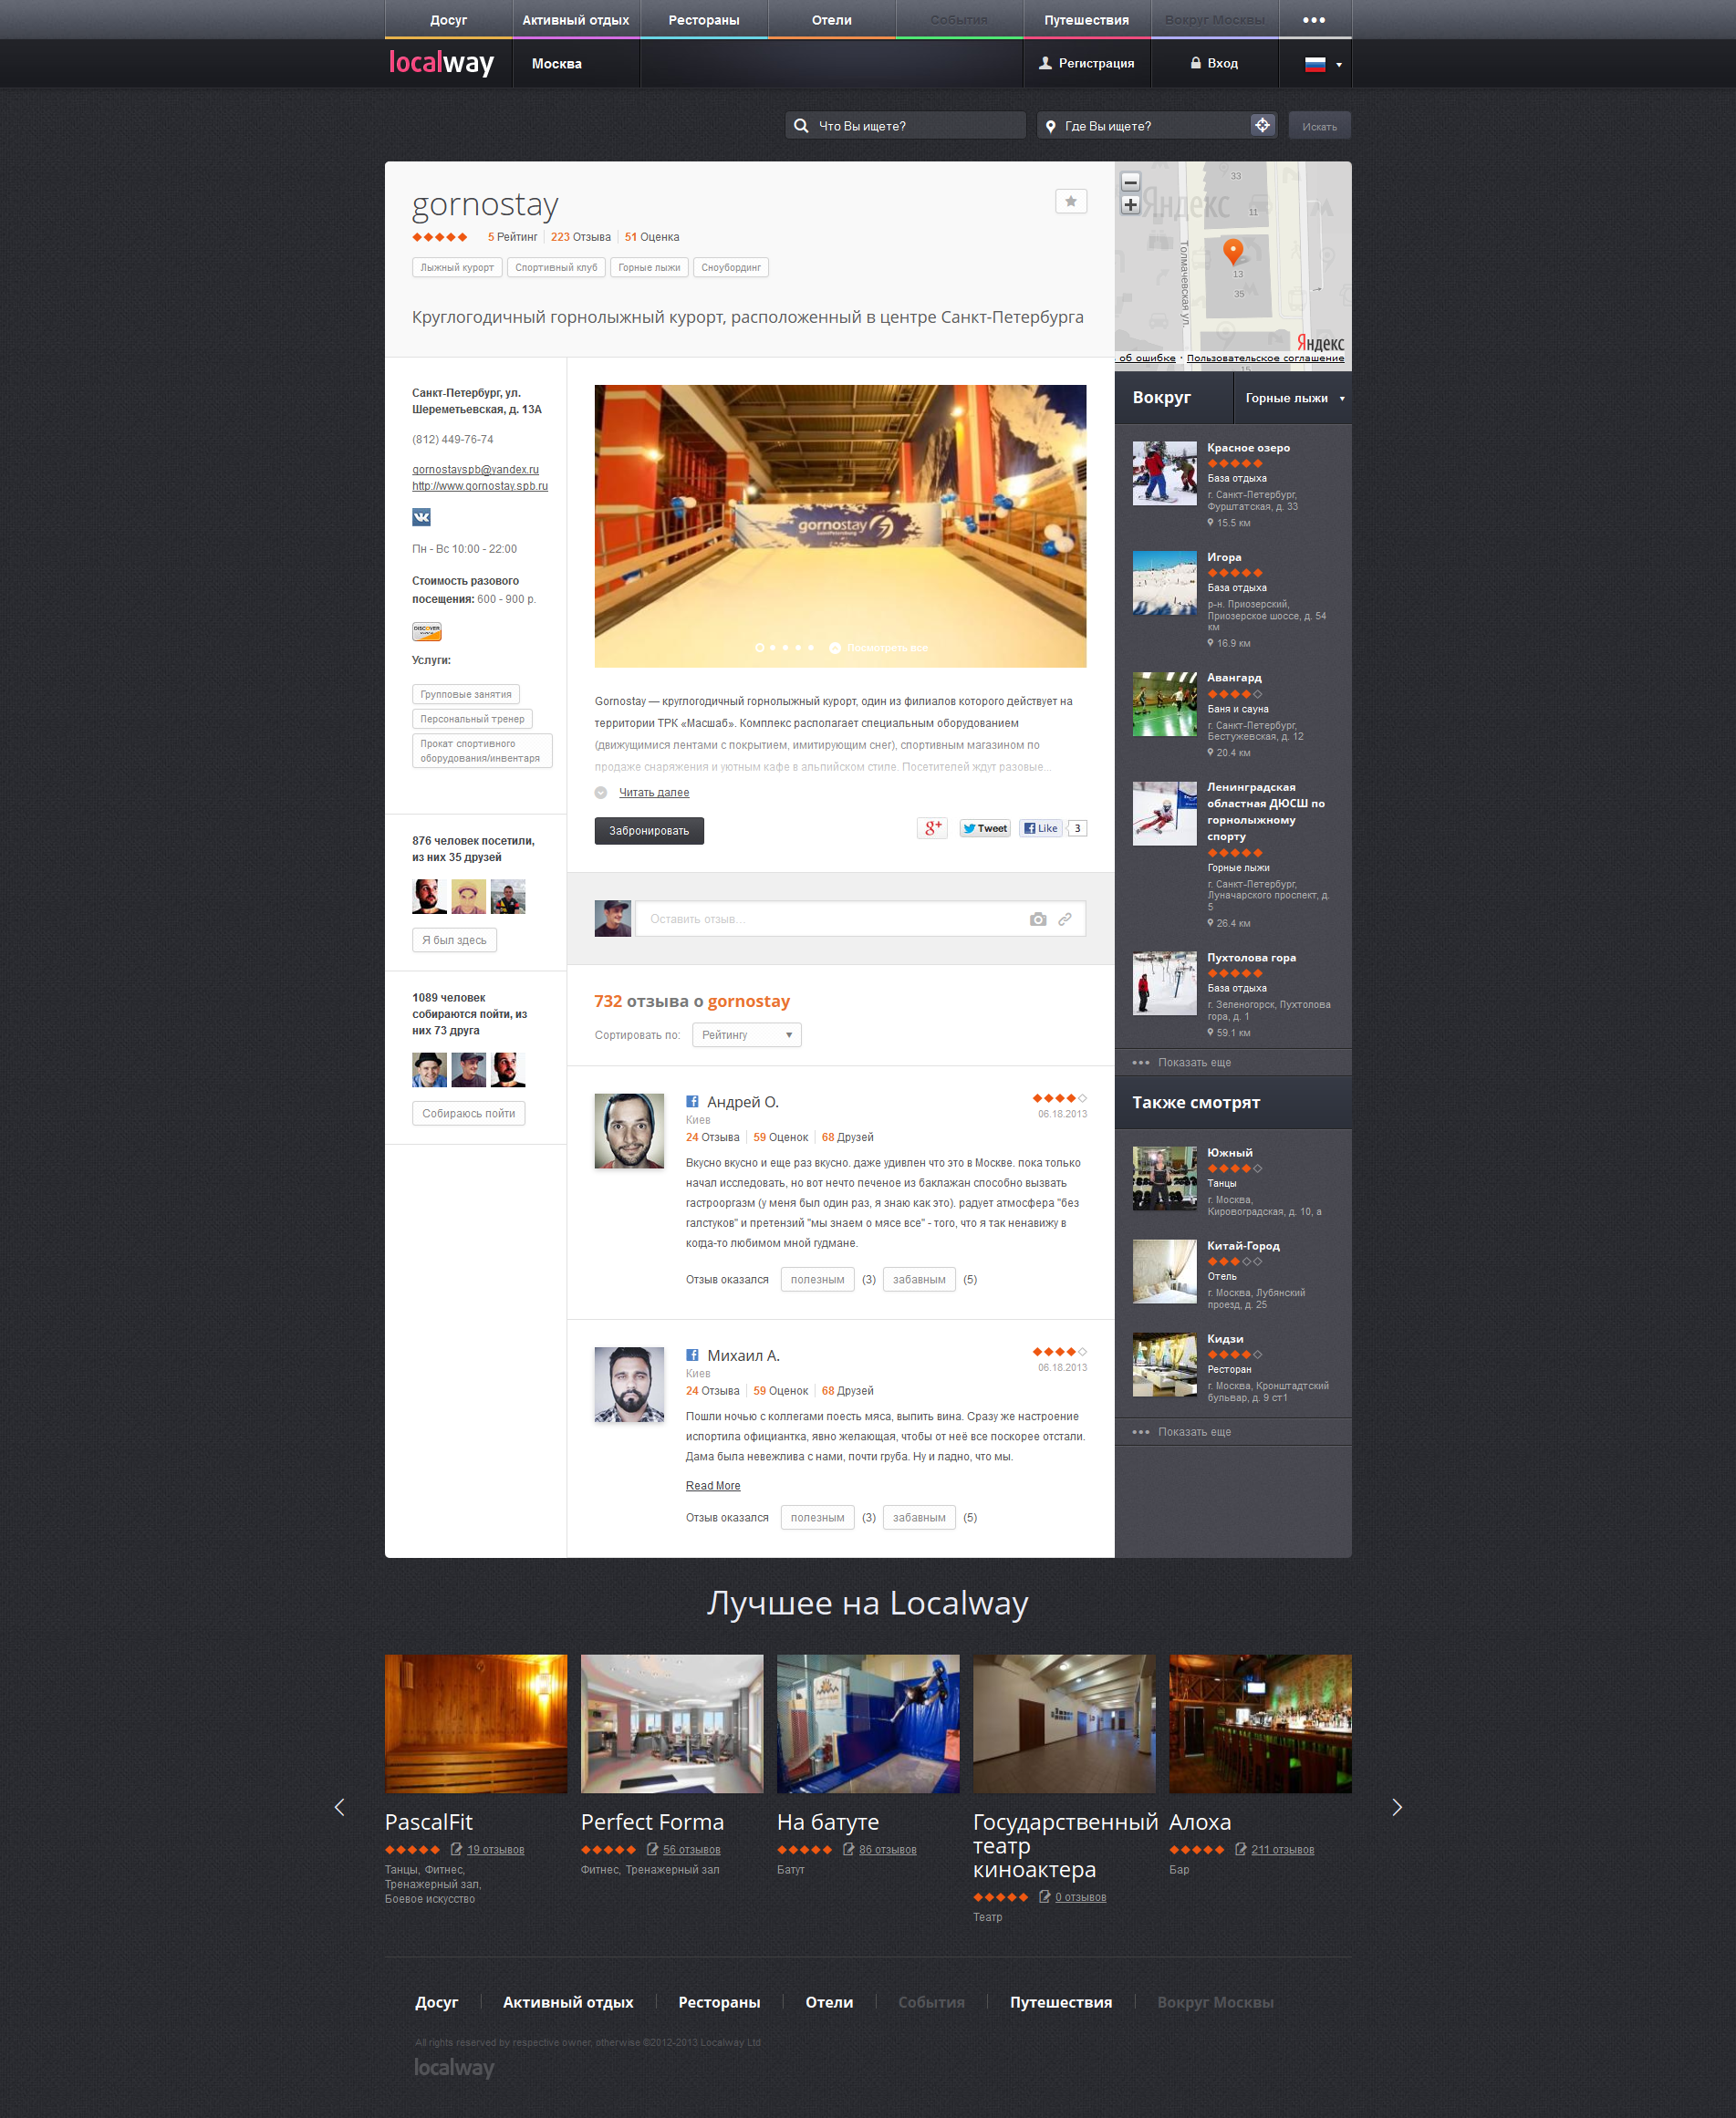 Досуг
Активный отдых
Рестораны
Отели
События
Путешествия
Вокруг Москвы
localway
Москва
Регистрация
Вход
Что Вы ищете?
Где Вы ищете?
Искать
gornostay
5 Рейтинг
223 Отзыва
51 Оценка
Лыжный курорт
Спортивный клуб
Горные лыжи
Сноубординг
Круглогодичный горнолыжный курорт, расположенный в центре Санкт-Петербурга
Яндекс
33
11
Толмачевская ул.
13
35
Яндекс
об ошибке · Пользовательское соглашение
15
Санкт-Петербург, ул.
Шереметьевская, д. 13А
(812) 449-76-74
gornostayspb@yandex.ru
http://www.gornostay.spb.ru
Пн - Вс 10:00 - 22:00
Стоимость разового
посещения: 600 - 900 р.
DISCOVER
Услуги:
Групповые занятия
Персональный тренер
Прокат спортивного
оборудования/инвентаря
876 человек посетили,
из них 35 друзей
Я был здесь
1089 человек
собираются пойти, из
них 73 друга
Собираюсь пойти
gornostay
Посмотреть все
Gornostay — круглогодичный горнолыжный курорт, один из филиалов которого действует на
территории ТРК «Масшаб». Комплекс располагает специальным оборудованием
(движущимися лентами с покрытием, имитирующим снег), спортивным магазином по
продаже снаряжения и уютным кафе в альпийском стиле. Посетителей ждут разовые...
Читать далее
Забронировать
g+
Tweet
Like
3
Оставить отзыв...
732 отзыва о gornostay
Сортировать по:
Рейтингу
Андрей О.
06.18.2013
Киев
24 Отзыва
59 Оценок
68 Друзей
Вкусно вкусно и еще раз вкусно. даже удивлен что это в Москве. пока только
начал исследовать, но вот нечто печеное из баклажан способно вызвать
гастрооргазм (у меня был один раз, я знаю как это). радует атмосфера "без
галстуков" и претензий "мы знаем о мясе все" - того, что я так ненавижу в
когда-то любимом мной гудмане.
Отзыв оказался
полезным
(3)
забавным
(5)
Михаил А.
06.18.2013
Киев
24 Отзыва
59 Оценок
68 Друзей
Пошли ночью с коллегами поесть мяса, выпить вина. Сразу же настроение
испортила официантка, явно желающая, чтобы от неё все поскорее отстали.
Дама была невежлива с нами, почти груба. Ну и ладно, что мы.
Read More
Отзыв оказался
полезным
(3)
забавным
(5)
Вокруг
Горные лыжи
Красное озеро
База отдыха
г. Санкт-Петербург,
Фурштатская, д. 33
15.5 км
Игора
База отдыха
р-н. Приозерский,
Приозерское шоссе, д. 54
км
16.9 км
Авангард
Баня и сауна
г. Санкт-Петербург,
Бестужевская, д. 12
20.4 км
Ленинградская
областная ДЮСШ по
горнолыжному
спорту
Горные лыжи
г. Санкт-Петербург,
Луначарского проспект, д.
5
26.4 км
Пухтолова гора
База отдыха
г. Зеленогорск, Пухтолова
гора, д. 1
59.1 км
Показать еще
Также смотрят
Южный
Танцы
г. Москва,
Кировоградская, д. 10, а
Китай-Город
Отель
г. Москва, Лубянский
проезд, д. 25
Кидзи
Ресторан
г. Москва, Кронштадтский
бульвар, д. 9 ст1
Показать еще
Лучшее на Localway
PascalFit
19 отзывов
Танцы, Фитнес,
Тренажерный зал,
Боевое искусство
Perfect Forma
56 отзывов
Фитнес, Тренажерный зал
На батуте
86 отзывов
Батут
Государственный
театр
киноактера
0 отзывов
Театр
Алоха
211 отзывов
Бар
Досуг
Активный отдых
Рестораны
Отели
События
Путешествия
Вокруг Москвы
All rights reserved by respective owner, otherwise ©2012-2013 Localway Ltd
localway